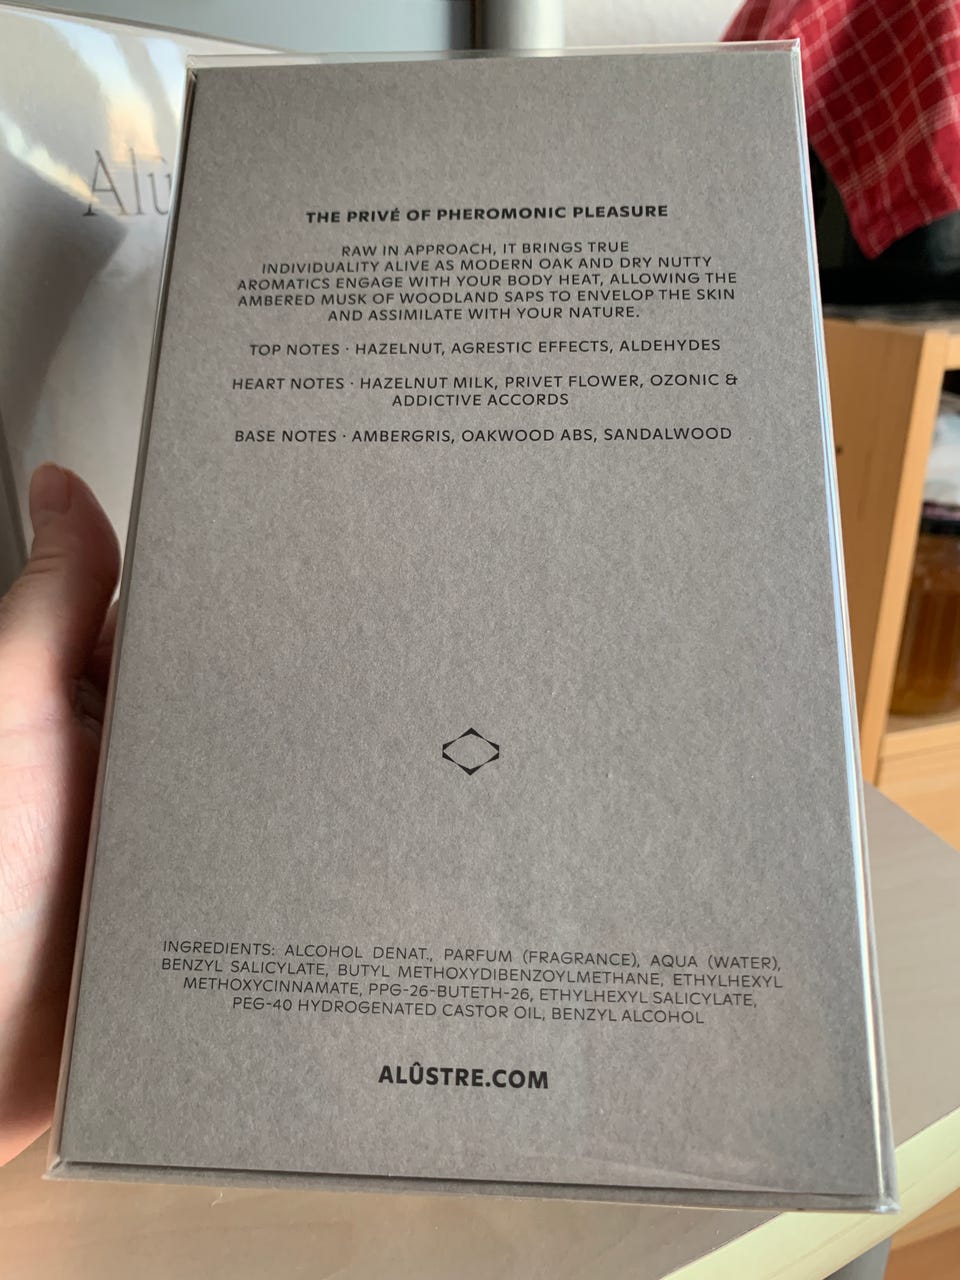 Alû
THE PRIVÉ OF PHEROMONIC PLEASURE
RAW IN APPROACH, IT BRINGS TRUE
INDIVIDUALITY ALIVE AS MODERN OAK AND DRY NUTTY
AROMATICS ENGAGE WITH YOUR BODY HEAT, ALLOWING THE
AMBERED MUSK OF WOODLAND SAPS TO ENVELOP THE SKIN
AND ASSIMILATE WITH YOUR NATURE.
TOP NOTES · HAZELNUT, AGRESTIC EFFECTS, ALDEHYDES
HEART NOTES · HAZELNUT MILK, PRIVET FLOWER, OZONIC &
ADDICTIVE ACCORDS
BASE NOTES · AMBERGRIS, OAKWOOD ABS, SANDALWOOD
INGREDIENTS: ALCOHOL DENAT., PARFUM (FRAGRANCE), AQUA (WATER),
BENZYL SALICYLATE, BUTYL METHOXYDIBENZOYLMETHANE, ETHYLHEXYL
METHOXYCINNAMATE, PPG-26-BUTETH-26, ETHYLHEXYL SALICYLATE,
PEG-40 HYDROGENATED CASTOR OIL, BENZYL ALCOHOL
ALÛSTRE.COM